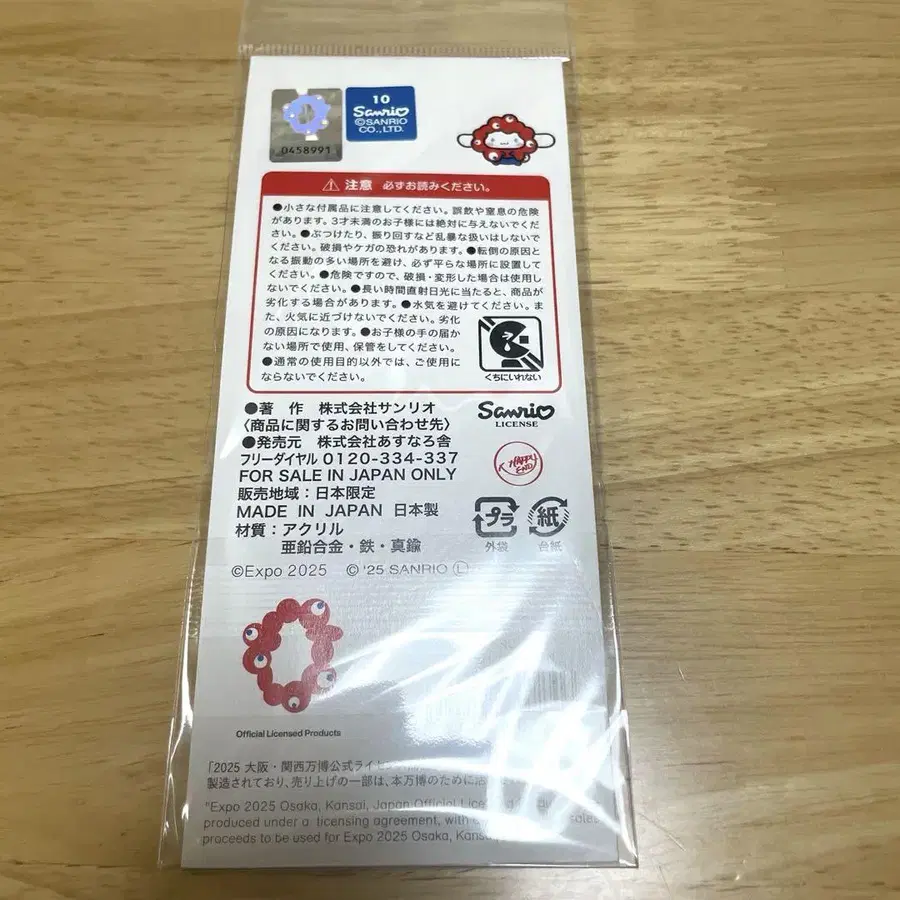 0458991
10
Sanrio
©SANRIO
CO., LTD.
注意 必ずお読みください。
●小さな付属品に注意してください。誤飲や窒息の危険
があります。3才未満のお子様には絶対に与えないでくだ
さい。●ぶつけたり、振り回すなど乱暴な扱いはしないで
ください。破損やケガの恐れがあります。●転倒の原因と
なる振動の多い場所を避け、必ず平らな場所に設置して
ください。●危険ですので、破損・変形した場合は使用し
ないでください。●長い時間直射日光に当たると、商品が
劣化する場合があります。●水気を避けてください。ま
た、火気に近づけないでください。劣化
の原因になります。●お子様の手の届か
ない場所で使用、保管をしてください。
●通常の使用目的以外では、ご使用に
ならないでください。
くちにいれない
●著 作 株式会社サンリオ
〈商品に関するお問い合わせ先〉
●発売元 株式会社あすなろ舎
フリーダイヤル 0120-334-337
FOR SALE IN JAPAN ONLY
販売地域：日本限定
MADE IN JAPAN 日本製
材質：アクリル
亜鉛合金・鉄・真鍮
Sanrio
LICENSE
HAPPY
END
プラ
外袋
紙
台紙
©Expo 2025 © '25 SANRIO Ⓛ
Official Licensed Products
「2025 大阪・関西万博公式ライセンス
製造されており、売り上げの一部は、本万博のために
"Expo 2025 Osaka, Kansai, Japan Official
produced under a licensing agreement, with sales
proceeds to be used for Expo 2025 Osaka, Kansai,